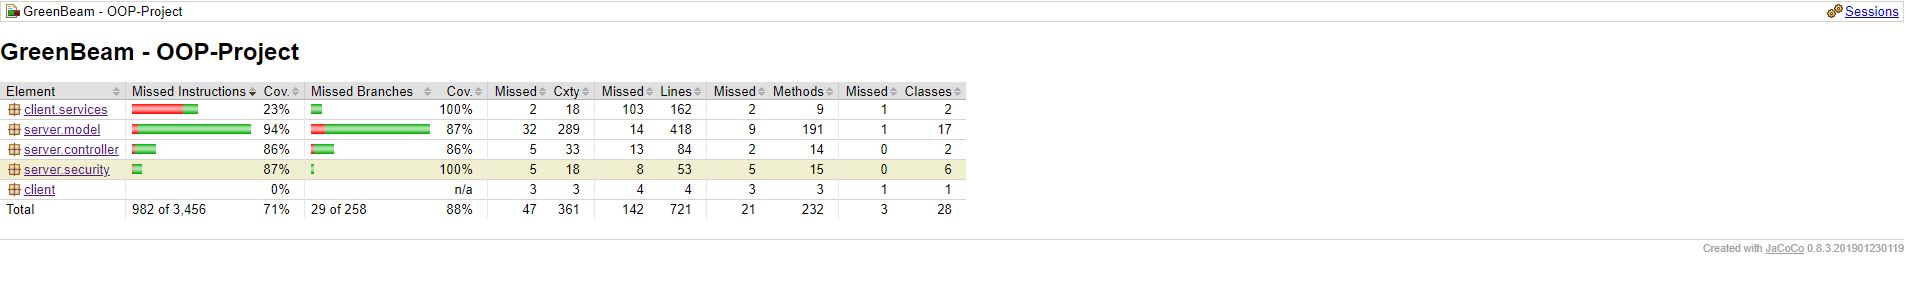 GreenBeam - OOP-Project Sessions
GreenBeam - OOP-Project
Element Missed Instructions Cov. Missed Branches Cov. Missed Cxty Missed Lines Missed Methods Missed Classes
client.services 23% 100% 2 18 103 162 2 9 1 2
server.model 94% 87% 32 289 14 418 9 191 1 17
server.controller 86% 86% 5 33 13 84 2 14 0 2
server.security 87% 100% 5 18 8 53 5 15 0 6
client 0% n/a 3 3 4 4 3 3 1 1
Total 982 of 3,456 71% 29 of 258 88% 47 361 142 721 21 232 3 28
Created with JaCoCo 0.8.3.201901230119